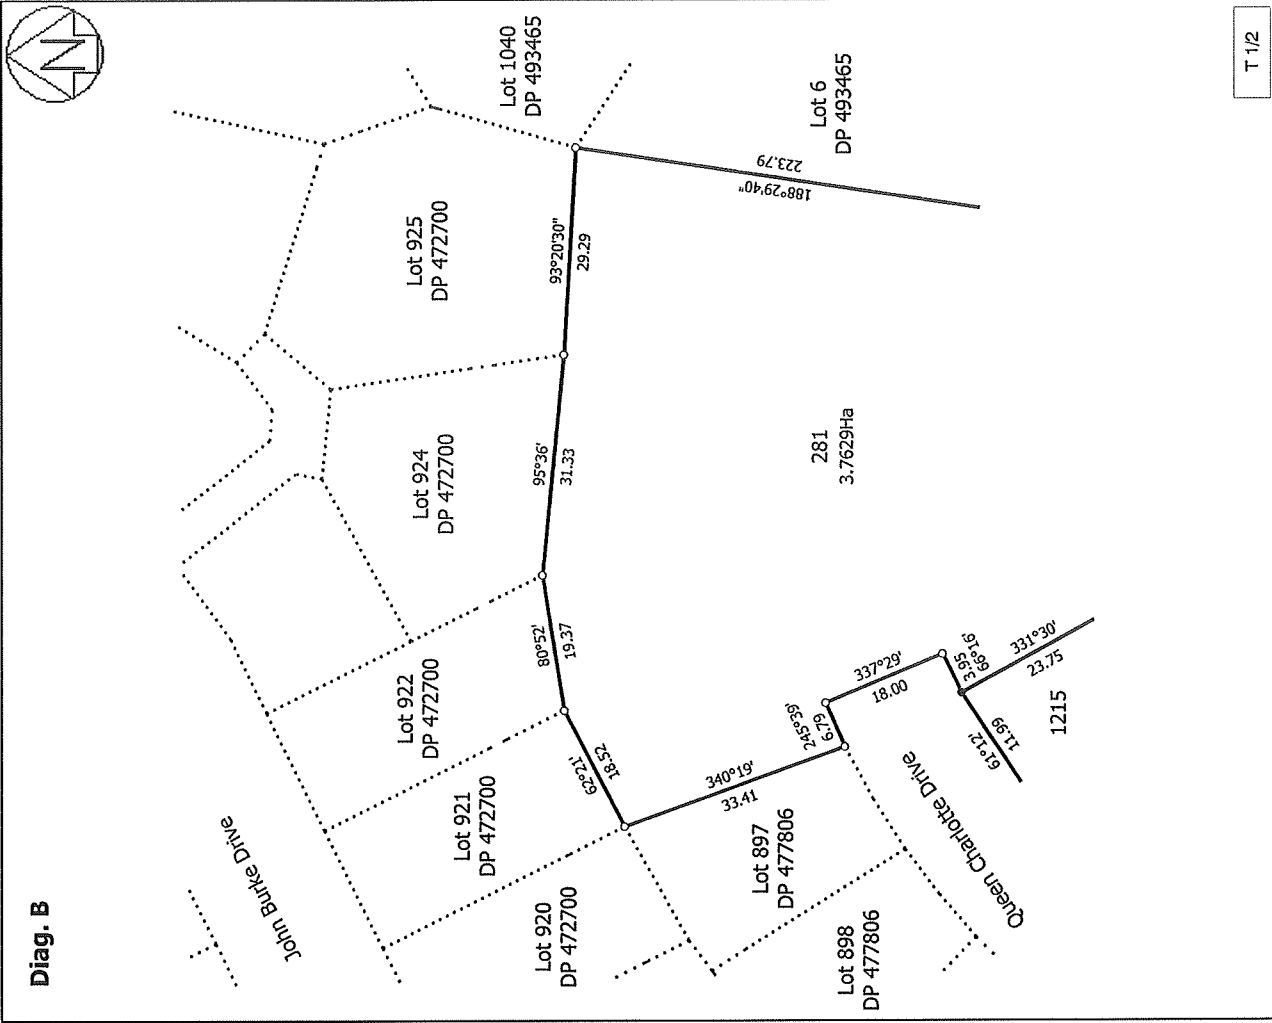 Diag. B
N
T 1/2
Lot 1040
DP 493465
Lot 6
DP 493465
223.79
188°29'40"
Lot 925
DP 472700
93°20'30"
29.29
Lot 924
DP 472700
95°36'
31.33
281
3.7629Ha
80°52'
19.37
Lot 922
DP 472700
62°21'
18.52
Lot 921
DP 472700
John Burke Drive
Lot 920
DP 472700
340°19'
33.41
Lot 897
DP 477806
Lot 898
DP 477806
245°39'
6.79
337°29'
18.00
3.95
66°16'
331°30'
23.75
61°12'
11.99
1215
Queen Charlotte Drive